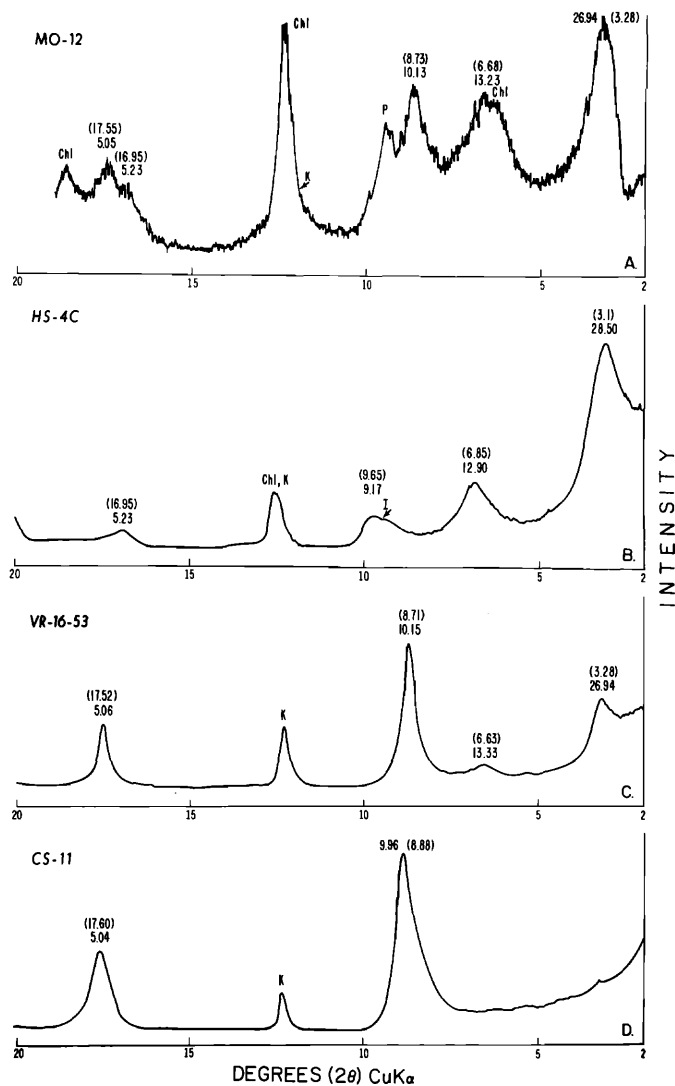 MO-12
Chl
(17.55)
5.05
(16.95)
5.23
Chl
K
P
(8.73)
10.13
(6.68)
13.23
Chl
26.94 (3.28)
A.
20 15 10 5 2
HS-4C
(16.95)
5.23
Chl, K
(9.65)
9.17
I
(6.85)
12.90
(3.1)
28.50
B.
20 15 10 5 2
VR-16-53
(17.52)
5.06
K
(8.71)
10.15
(6.63)
13.33
(3.28)
26.94
C.
20 15 10 5 2
CS-11
(17.60)
5.04
K
9.96 (8.88)
D.
20 15 10 5 2
DEGREES (2θ) CuKα
INTENSITY